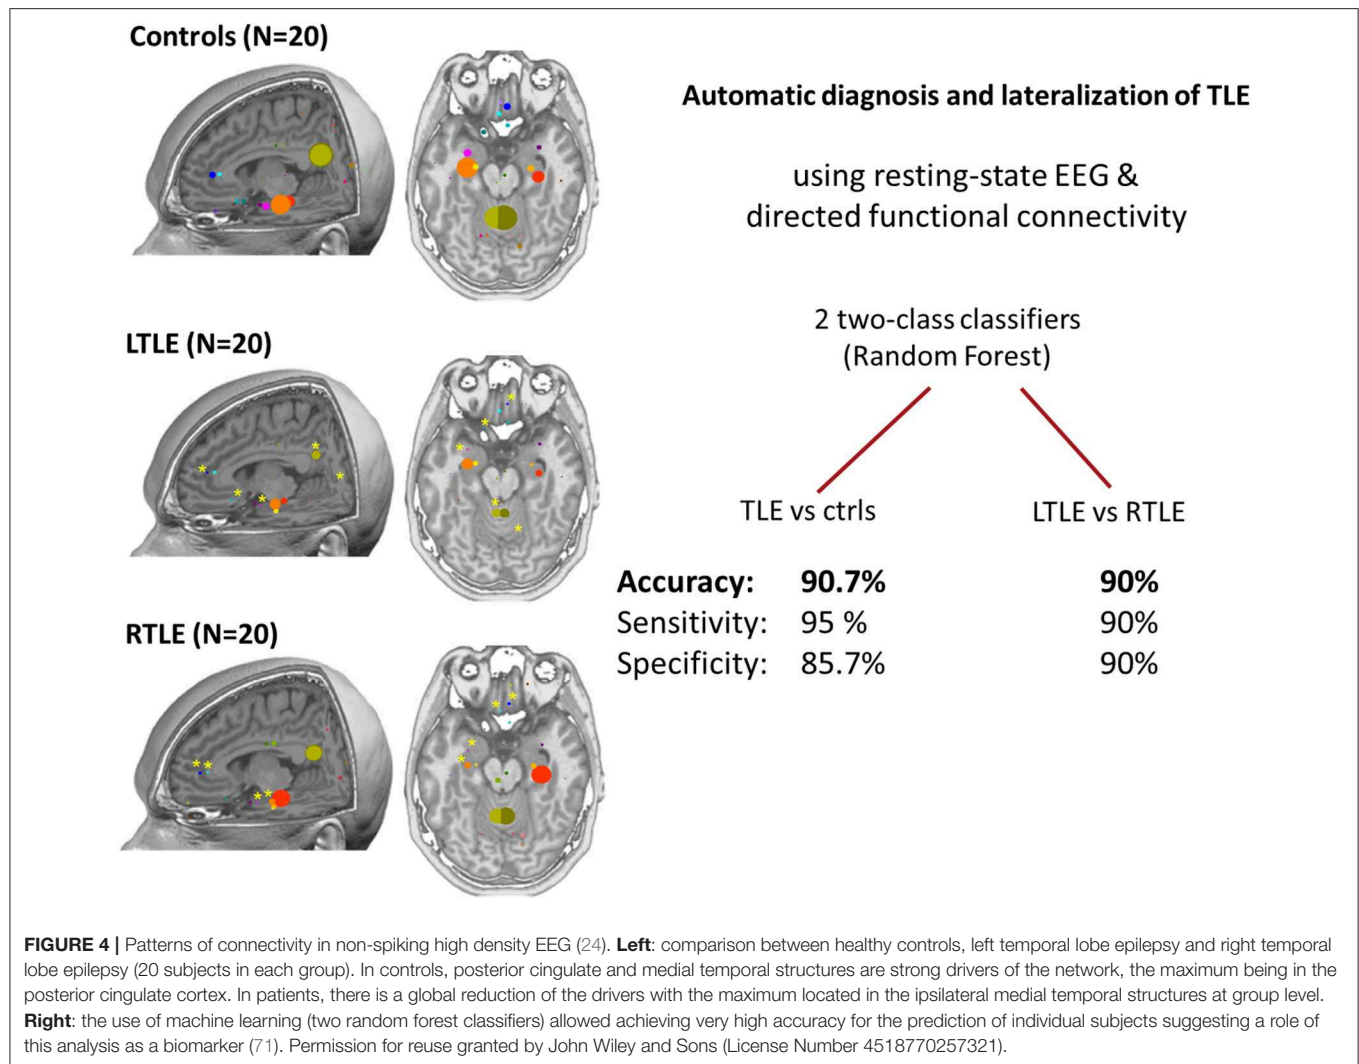 Controls (N=20)
Automatic diagnosis and lateralization of TLE
using resting-state EEG &
directed functional connectivity
2 two-class classifiers
(Random Forest)
LTLE (N=20)
TLE vs ctrls
LTLE vs RTLE
Accuracy: 90.7% 90%
Sensitivity: 95 % 90%
Specificity: 85.7% 90%
RTLE (N=20)
FIGURE 4 | Patterns of connectivity in non-spiking high density EEG (24). Left: comparison between healthy controls, left temporal lobe epilepsy and right temporal
lobe epilepsy (20 subjects in each group). In controls, posterior cingulate and medial temporal structures are strong drivers of the network, the maximum being in the
posterior cingulate cortex. In patients, there is a global reduction of the drivers with the maximum located in the ipsilateral medial temporal structures at group level.
Right: the use of machine learning (two random forest classifiers) allowed achieving very high accuracy for the prediction of individual subjects suggesting a role of
this analysis as a biomarker (71). Permission for reuse granted by John Wiley and Sons (License Number 4518770257321).